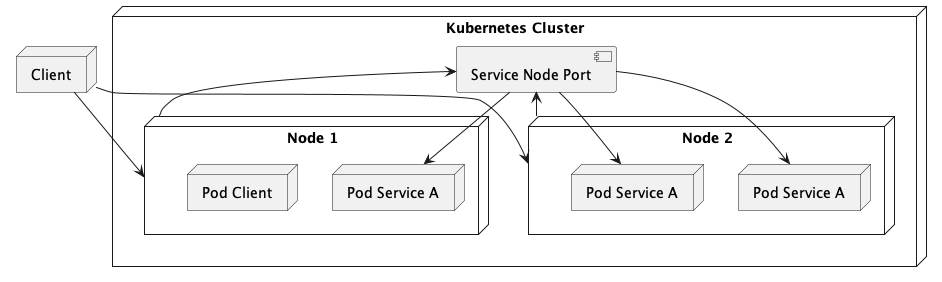 Kubernetes Cluster
Client
Service Node Port
Node 1
Node 2
Pod Client
Pod Service A
Pod Service A
Pod Service A